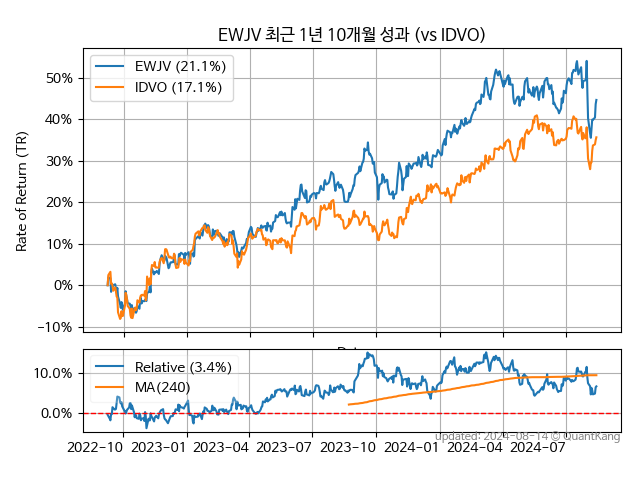 EWJV 최근 1년 10개월 성과 (vs IDVO)
EWJV (21.1%)
IDVO (17.1%)
Rate of Return (TR)
50%
40%
30%
20%
10%
0%
−10%
Relative (3.4%)
MA(240)
10.0%
0.0%
updated: 2024-08-14 © QuantKang
2022-10 2023-01 2023-04 2023-07 2023-10 2024-01 2024-04 2024-07